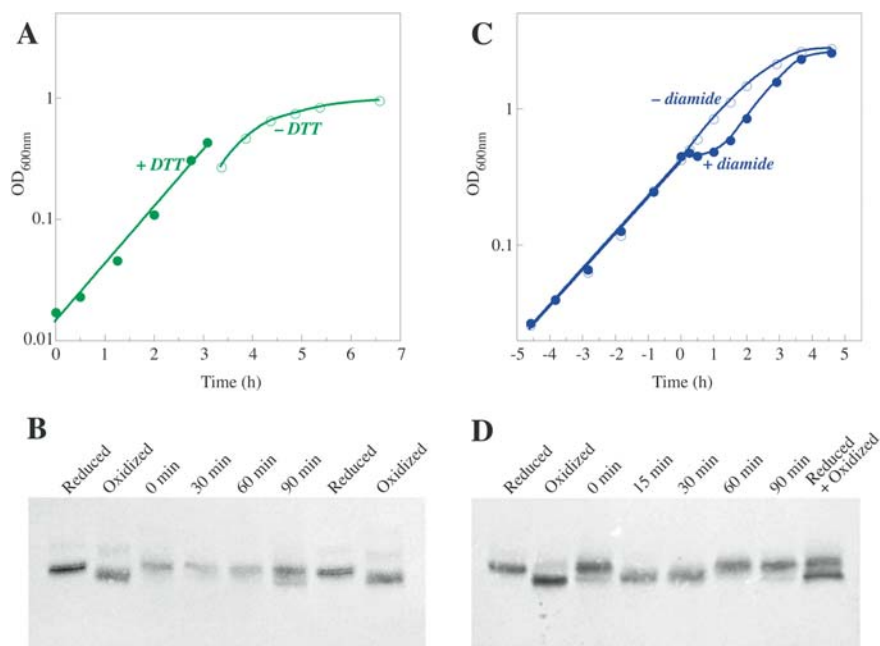 A
OD600nm
1
0.1
0.01
+ DTT
– DTT
0 1 2 3 4 5 6 7
Time (h)
C
OD600nm
1
0.1
– diamide
+ diamide
-5 -4 -3 -2 -1 0 1 2 3 4 5
Time (h)
B
Reduced Oxidized 0 min 30 min 60 min 90 min Reduced Oxidized
D
Reduced Oxidized 0 min 15 min 30 min 60 min 90 min Reduced
+ Oxidized